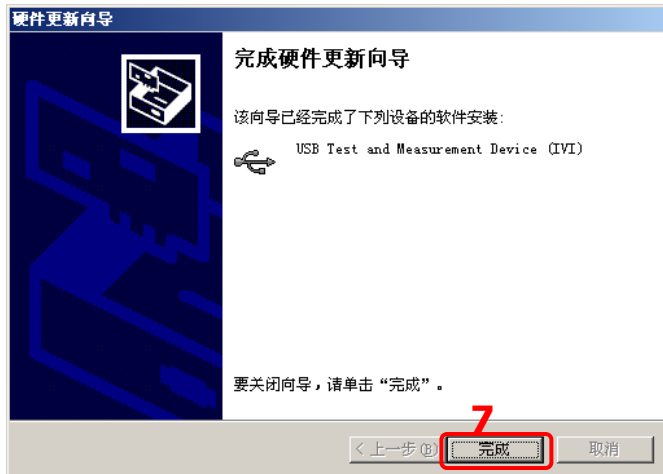 硬件更新向导
完成硬件更新向导
该向导已经完成了下列设备的软件安装:
USB Test and Measurement Device (IVI)
要关闭向导，请单击“完成”。
7
< 上一步(B) 完成 取消